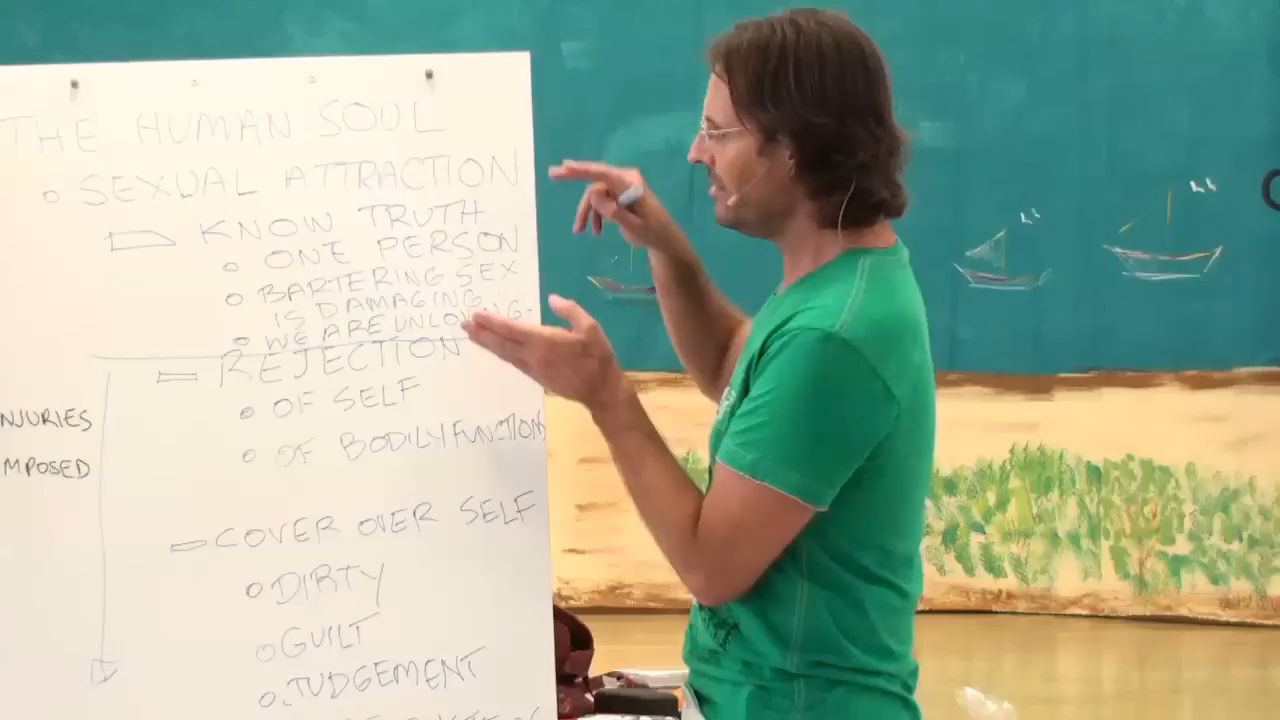 THE HUMAN SOUL
SEXUAL ATTRACTION
KNOW TRUTH
ONE PERSON
BARTERING SEX
IS DAMAGING
WE ARE UNLOVING.
REJECTION
OF SELF
NJURIES
OF BODILY FUNCTIONS
MPOSED
COVER OVER SELF
DIRTY
GUILT
JUDGEMENT